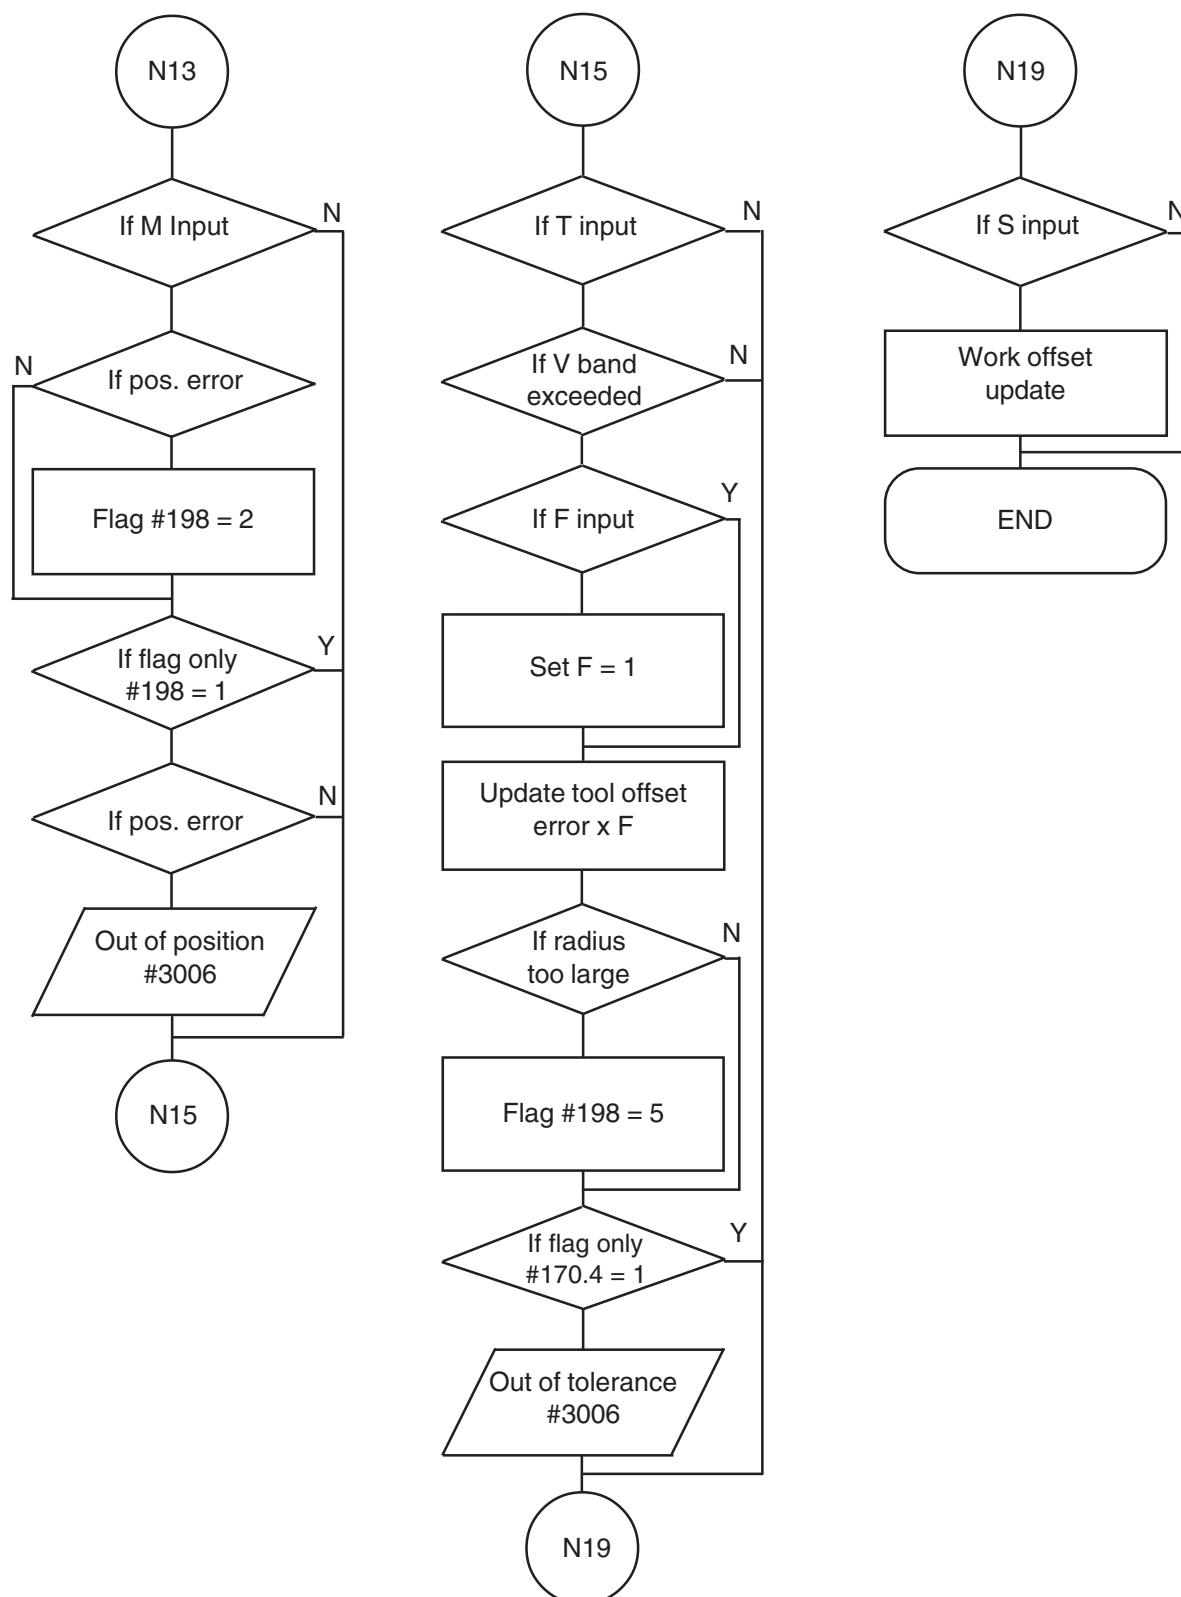 N13
If M Input
N
If pos. error
N
Flag #198 = 2
If flag only
#198 = 1
Y
If pos. error
N
Out of position
#3006
N15
N15
If T input
N
If V band
exceeded
N
If F input
Y
Set F = 1
Update tool offset
error x F
If radius
too large
N
Flag #198 = 5
If flag only
#170.4 = 1
Y
Out of tolerance
#3006
N19
N19
If S input
N
Work offset
update
END